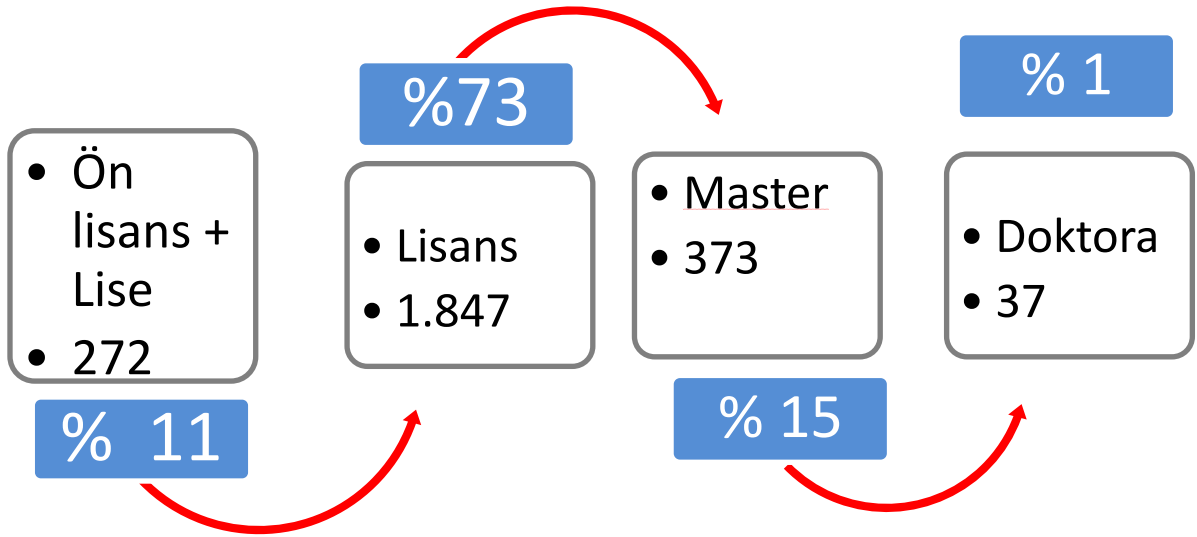 • Ön
lisans +
Lise
• 272
% 11
%73
• Lisans
• 1.847
• Master
• 373
% 15
% 1
• Doktora
• 37